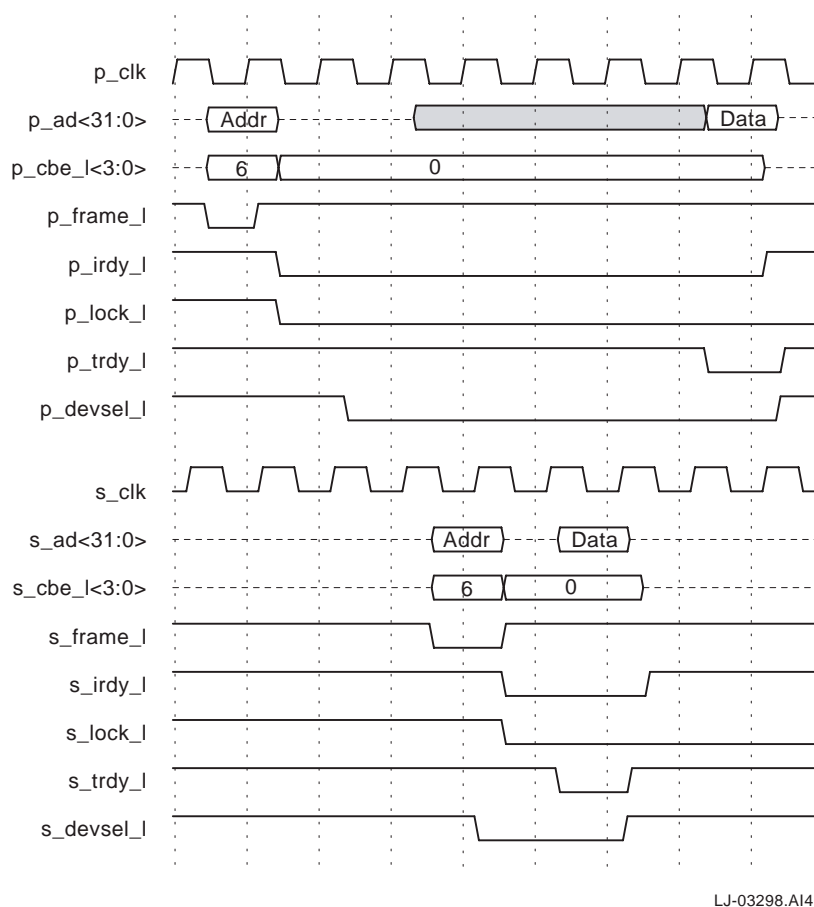 p_clk
p_ad<31:0> Addr Data
p_cbe_l<3:0> 6 0
p_frame_l
p_irdy_l
p_lock_l
p_trdy_l
p_devsel_l
s_clk
s_ad<31:0> Addr Data
s_cbe_l<3:0> 6 0
s_frame_l
s_irdy_l
s_lock_l
s_trdy_l
s_devsel_l
LJ-03298.AI4